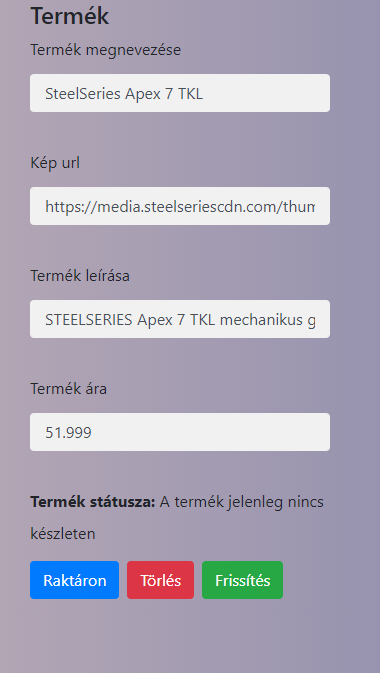 Termék
Termék megnevezése
SteelSeries Apex 7 TKL
Kép url
https://media.steelseriescdn.com/thum
Termék leírása
STEELSERIES Apex 7 TKL mechanikus g
Termék ára
51.999
Termék státusza: A termék jelenleg nincs
készleten
Raktáron Törlés Frissítés